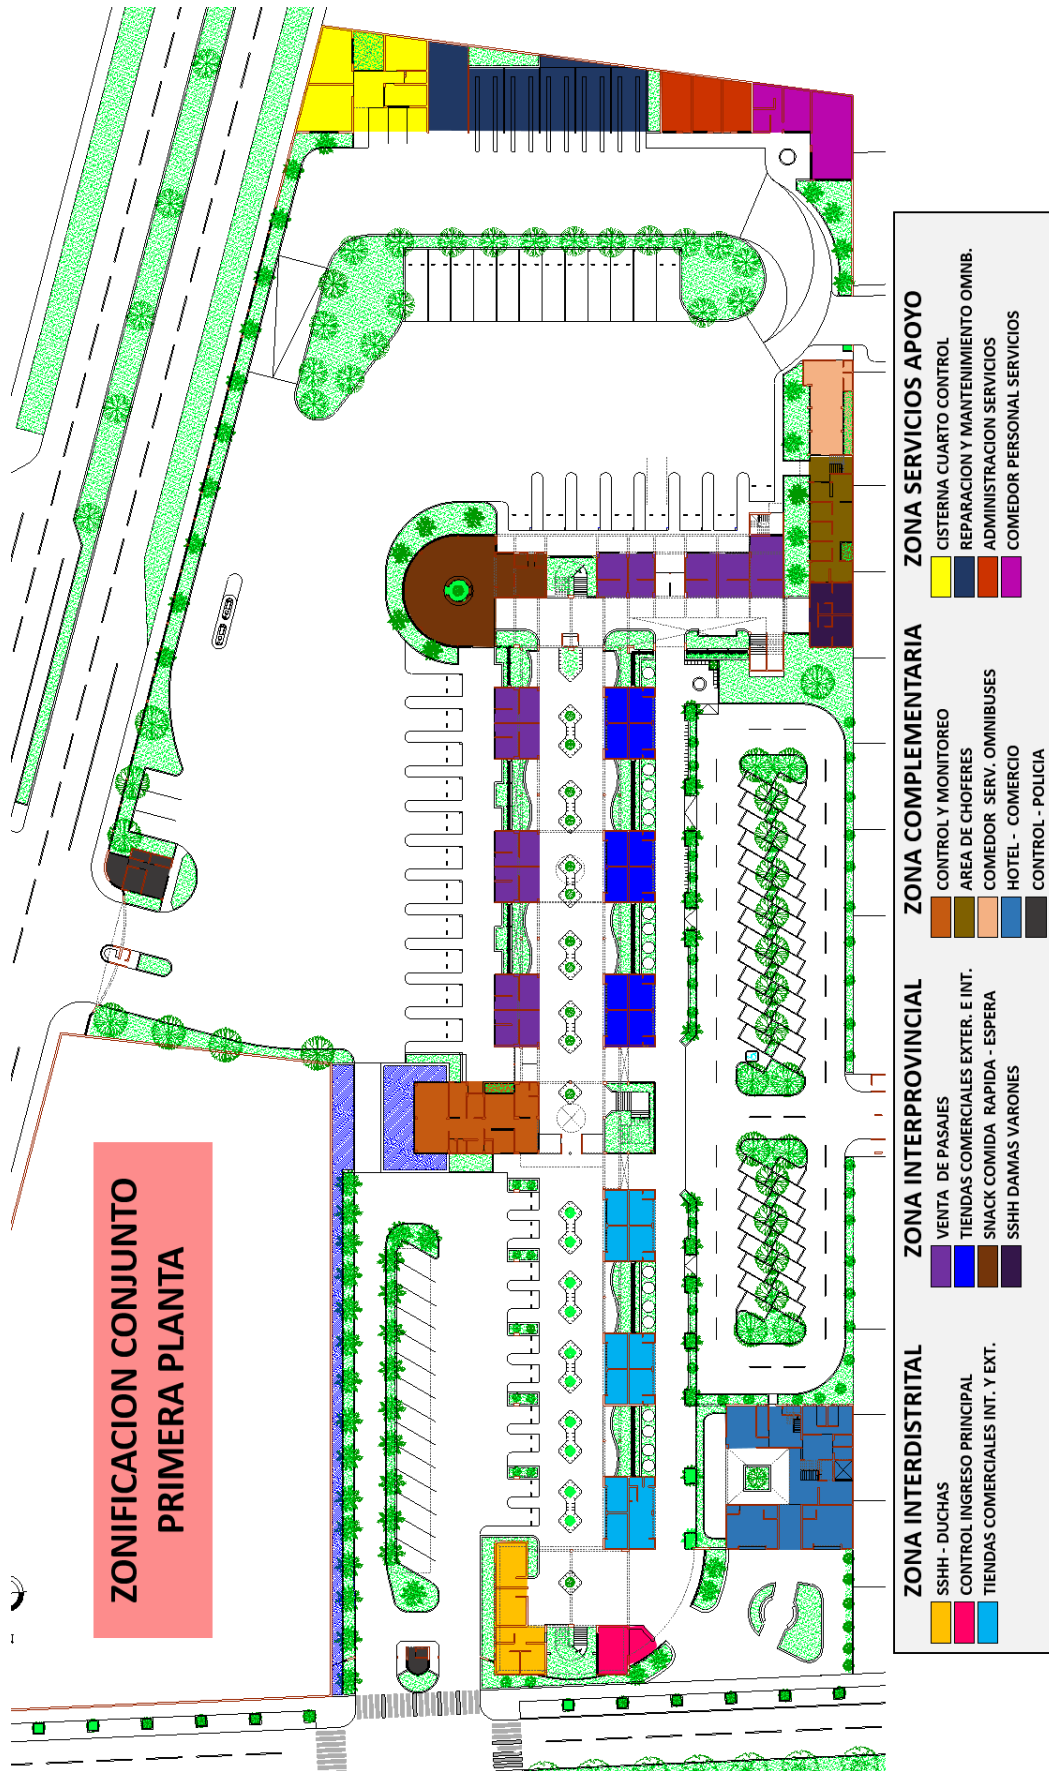 ZONIFICACION CONJUNTO
PRIMERA PLANTA
ZONA INTERDISTRITAL
SSHH - DUCHAS
CONTROL INGRESO PRINCIPAL
TIENDAS COMERCIALES INT. Y EXT.
ZONA INTERPROVINCIAL
VENTA DE PASAJES
TIENDAS COMERCIALES EXTER. E INT.
SNACK COMIDA RAPIDA - ESPERA
SSHH DAMAS VARONES
ZONA COMPLEMENTARIA
CONTROL Y MONITOREO
AREA DE CHOFERES
COMEDOR SERV. OMNIBUSES
HOTEL - COMERCIO
CONTROL - POLICIA
ZONA SERVICIOS APOYO
CISTERNA CUARTO CONTROL
REPARACION Y MANTENIMIENTO OMNB.
ADMINISTRACION SERVICIOS
COMEDOR PERSONAL SERVICIOS